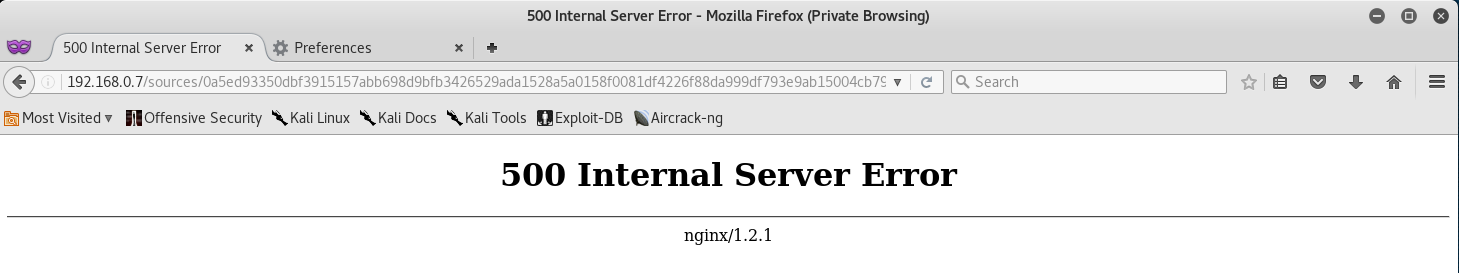 500 Internal Server Error - Mozilla Firefox (Private Browsing)
500 Internal Server Error
Preferences
192.168.0.7/sources/0a5ed93350dbf3915157abb698d9bfb3426529ada1528a5a0158f0081df4226f88da999df793e9ab15004cb79
Search
Most Visited
Offensive Security
Kali Linux
Kali Docs
Kali Tools
Exploit-DB
Aircrack-ng
500 Internal Server Error
nginx/1.2.1